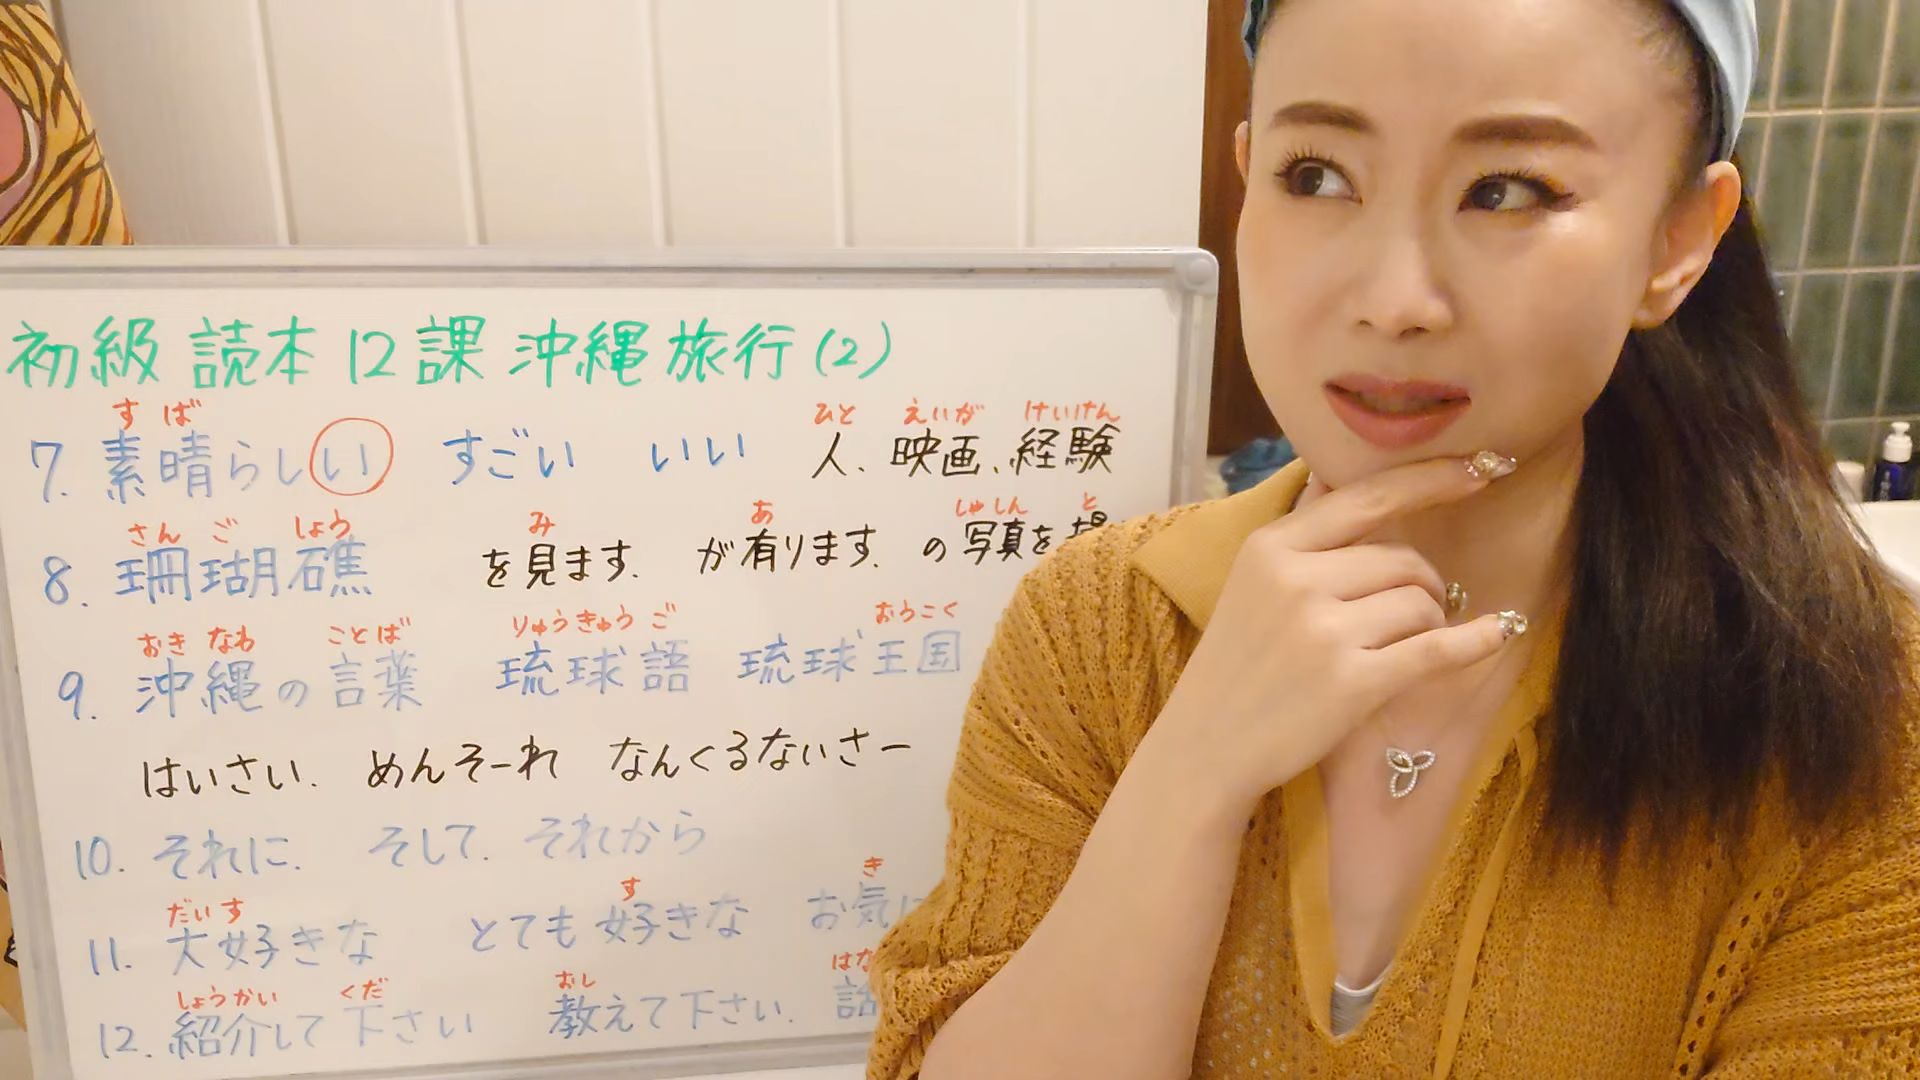 初級読本12課 沖縄旅行(2)
すば ひと えいが けいけん
7. 素晴らしい すごい いい 人、映画、経験
さんごしょう み あ しゅしん と
8. 珊瑚礁 を見ます. が有ります. の写真を
おきなわ ことば りゅうきゅうご おうこく
9. 沖縄の言葉 琉球語 琉球王国
はいさい. めんそーれ なんくるないさー
10. それに. そして. それから
だいす す き
11. 大好きな とても好きな お気に
しょうかい くだ おし はな
12. 紹介して下さい 教えて下さい. 話